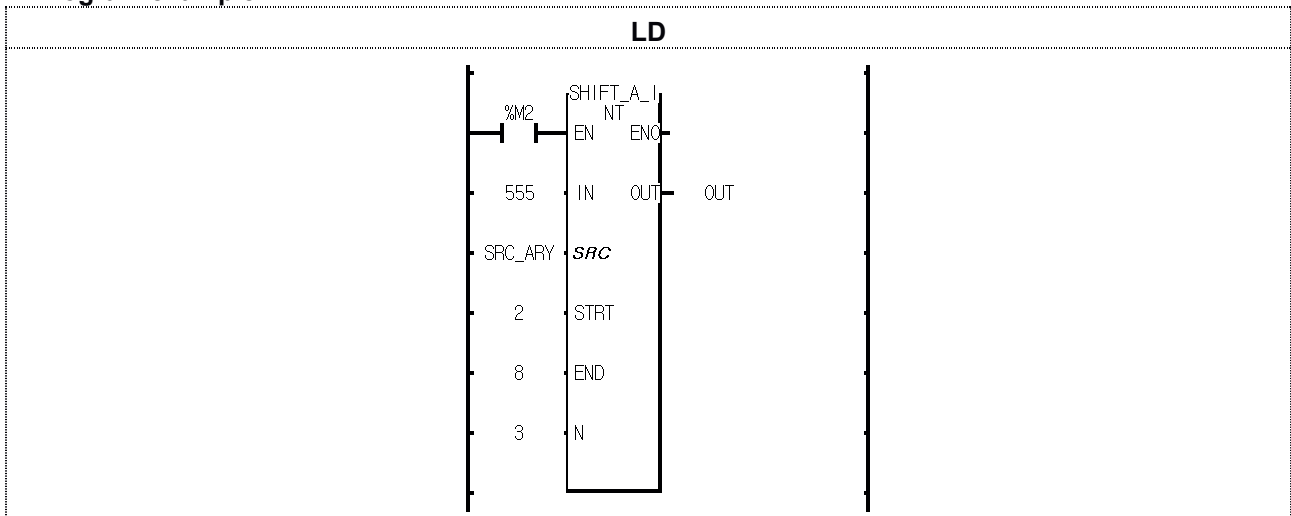 LD
SHIFT_A_I
%M2 NT
EN ENO
555 IN OUT OUT
SRC_ARY SRC
2 STRT
8 END
3 N